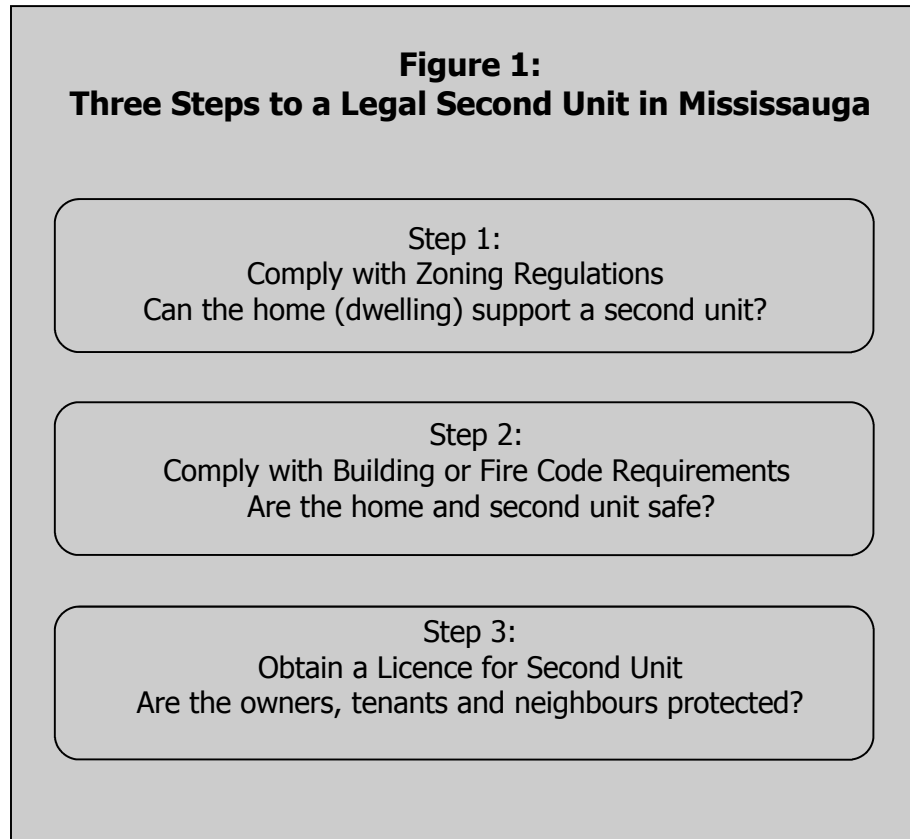 Figure 1:
Three Steps to a Legal Second Unit in Mississauga
Step 1:
Comply with Zoning Regulations
Can the home (dwelling) support a second unit?
Step 2:
Comply with Building or Fire Code Requirements
Are the home and second unit safe?
Step 3:
Obtain a Licence for Second Unit
Are the owners, tenants and neighbours protected?